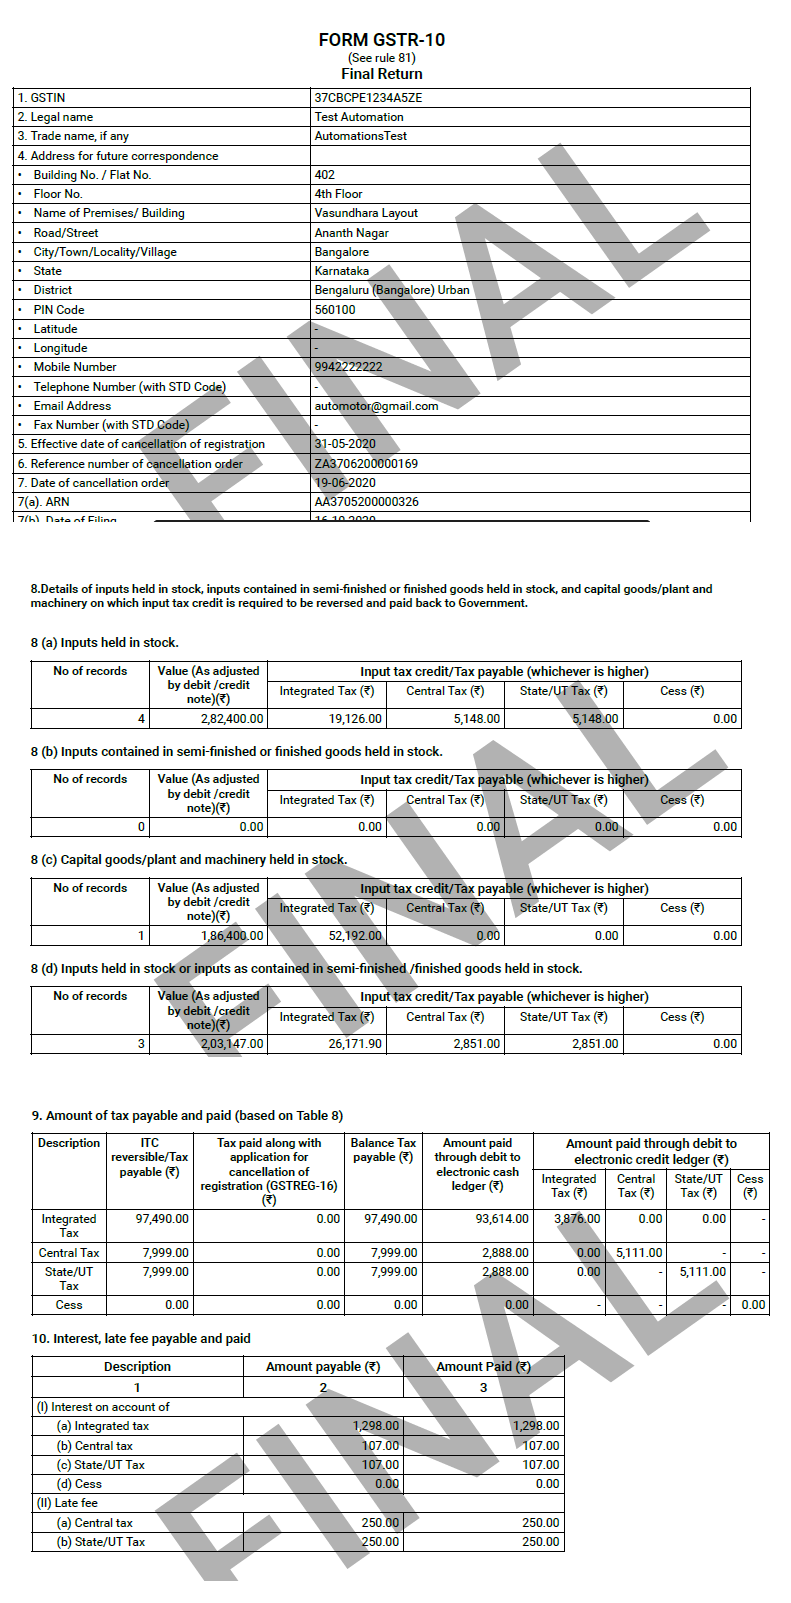 FORM GSTR-10
(See rule 81)
Final Return
1. GSTIN 37CBCPE1234A5ZE
2. Legal name Test Automation
3. Trade name, if any AutomationsTest
4. Address for future correspondence
• Building No. / Flat No. 402
• Floor No. 4th Floor
• Name of Premises/ Building Vasundhara Layout
• Road/Street Ananth Nagar
• City/Town/Locality/Village Bangalore
• State Karnataka
• District Bengaluru (Bangalore) Urban
• PIN Code 560100
• Latitude -
• Longitude -
• Mobile Number 9942222222
• Telephone Number (with STD Code) -
• Email Address automotor@gmail.com
• Fax Number (with STD Code) -
5. Effective date of cancellation of registration 31-05-2020
6. Reference number of cancellation order ZA3706200000169
7. Date of cancellation order 19-06-2020
7(a). ARN AA3705200000326
7(b). Date of Filing 16-10-2020
FINAL
8.Details of inputs held in stock, inputs contained in semi-finished or finished goods held in stock, and capital goods/plant and
machinery on which input tax credit is required to be reversed and paid back to Government.
8 (a) Inputs held in stock.
No of records Value (As adjusted by debit /credit note)(₹) Input tax credit/Tax payable (whichever is higher)
Integrated Tax (₹) Central Tax (₹) State/UT Tax (₹) Cess (₹)
4 2,82,400.00 19,126.00 5,148.00 5,148.00 0.00
8 (b) Inputs contained in semi-finished or finished goods held in stock.
No of records Value (As adjusted by debit /credit note)(₹) Input tax credit/Tax payable (whichever is higher)
Integrated Tax (₹) Central Tax (₹) State/UT Tax (₹) Cess (₹)
0 0.00 0.00 0.00 0.00 0.00
8 (c) Capital goods/plant and machinery held in stock.
No of records Value (As adjusted by debit /credit note)(₹) Input tax credit/Tax payable (whichever is higher)
Integrated Tax (₹) Central Tax (₹) State/UT Tax (₹) Cess (₹)
1 1,86,400.00 52,192.00 0.00 0.00 0.00
8 (d) Inputs held in stock or inputs as contained in semi-finished /finished goods held in stock.
No of records Value (As adjusted by debit /credit note)(₹) Input tax credit/Tax payable (whichever is higher)
Integrated Tax (₹) Central Tax (₹) State/UT Tax (₹) Cess (₹)
3 2,03,147.00 26,171.90 2,851.00 2,851.00 0.00
FINAL
9. Amount of tax payable and paid (based on Table 8)
Description ITC reversible/Tax payable (₹) Tax paid along with application for cancellation of registration (GSTREG-16) (₹) Balance Tax payable (₹) Amount paid through debit to electronic cash ledger (₹) Amount paid through debit to electronic credit ledger (₹)
Integrated Tax (₹) Central Tax (₹) State/UT Tax (₹) Cess (₹)
Integrated Tax 97,490.00 0.00 97,490.00 93,614.00 3,876.00 0.00 0.00 -
Central Tax 7,999.00 0.00 7,999.00 2,888.00 0.00 5,111.00 - -
State/UT Tax 7,999.00 0.00 7,999.00 2,888.00 0.00 - 5,111.00 -
Cess 0.00 0.00 0.00 0.00 - - - 0.00
10. Interest, late fee payable and paid
Description Amount payable (₹) Amount Paid (₹)
1 2 3
(I) Interest on account of
(a) Integrated tax 1,298.00 1,298.00
(b) Central tax 107.00 107.00
(c) State/UT Tax 107.00 107.00
(d) Cess 0.00 0.00
(II) Late fee
(a) Central tax 250.00 250.00
(b) State/UT Tax 250.00 250.00
FINAL